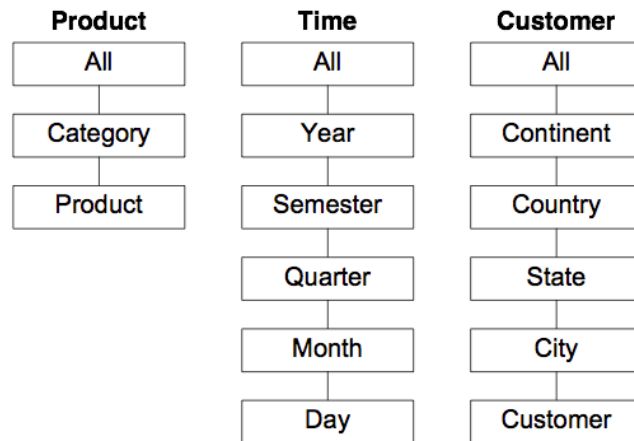 Product Time Customer
All All All
Category Year Continent
Product Semester Country
Quarter State
Month City
Day Customer